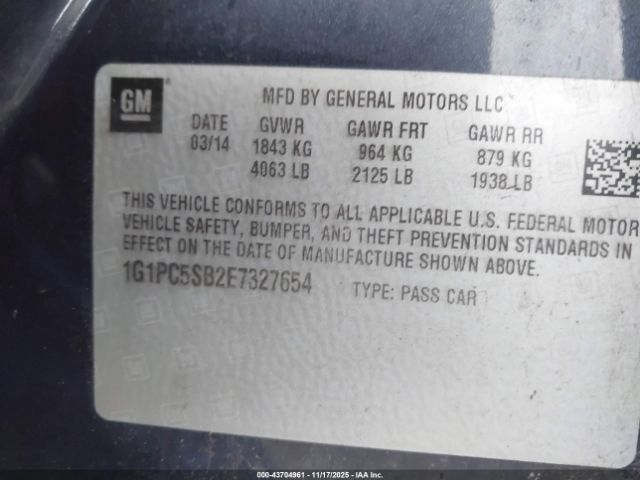 GM ®
MFD BY GENERAL MOTORS LLC
DATE GVWR GAWR FRT GAWR RR
03/14 1843 KG 964 KG 879 KG
4063 LB 2125 LB 1938 LB
THIS VEHICLE CONFORMS TO ALL APPLICABLE U.S. FEDERAL MOTOR
VEHICLE SAFETY, BUMPER, AND THEFT PREVENTION STANDARDS IN
EFFECT ON THE DATE OF MANUFACTURE SHOWN ABOVE.
1G1PC5SB2E7327654 TYPE: PASS CAR
000-43704961 - 11/17/2025 - IAAI.COM